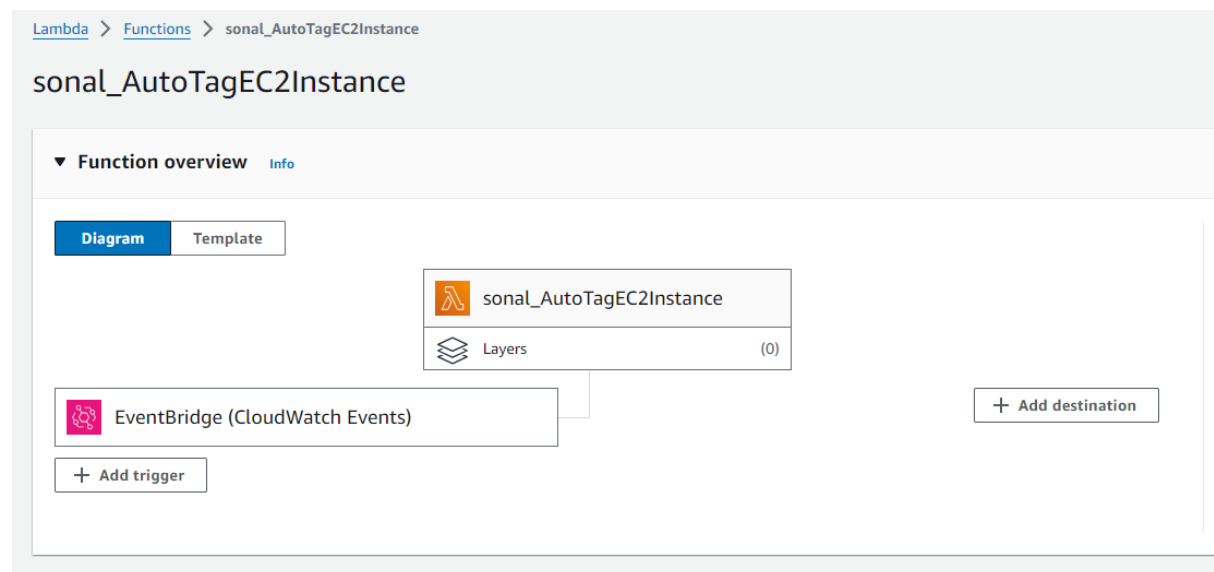 Lambda > Functions > sonal_AutoTagEC2Instance
sonal_AutoTagEC2Instance
Function overview Info
Diagram Template
sonal_AutoTagEC2Instance
Layers (0)
EventBridge (CloudWatch Events)
+ Add destination
+ Add trigger